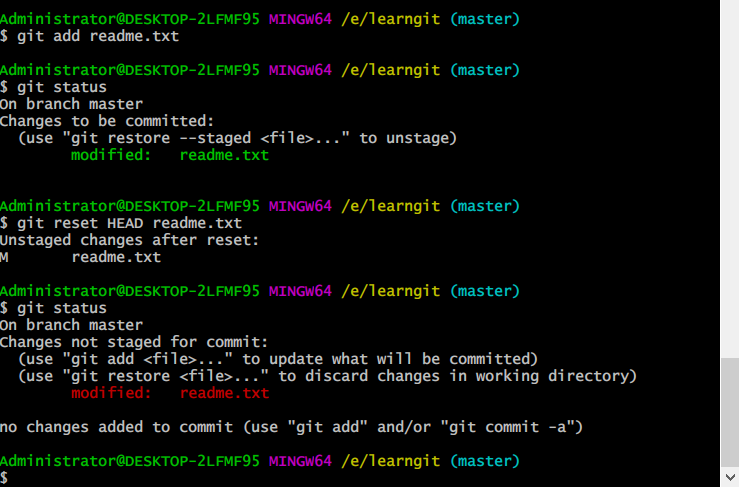 Administrator@DESKTOP-2LFMF95 MINGW64 /e/learngit (master)
$ git add readme.txt
Administrator@DESKTOP-2LFMF95 MINGW64 /e/learngit (master)
$ git status
On branch master
Changes to be committed:
  (use "git restore --staged <file>..." to unstage)
        modified:   readme.txt
Administrator@DESKTOP-2LFMF95 MINGW64 /e/learngit (master)
$ git reset HEAD readme.txt
Unstaged changes after reset:
M       readme.txt
Administrator@DESKTOP-2LFMF95 MINGW64 /e/learngit (master)
$ git status
On branch master
Changes not staged for commit:
  (use "git add <file>..." to update what will be committed)
  (use "git restore <file>..." to discard changes in working directory)
        modified:   readme.txt
no changes added to commit (use "git add" and/or "git commit -a")
Administrator@DESKTOP-2LFMF95 MINGW64 /e/learngit (master)
$